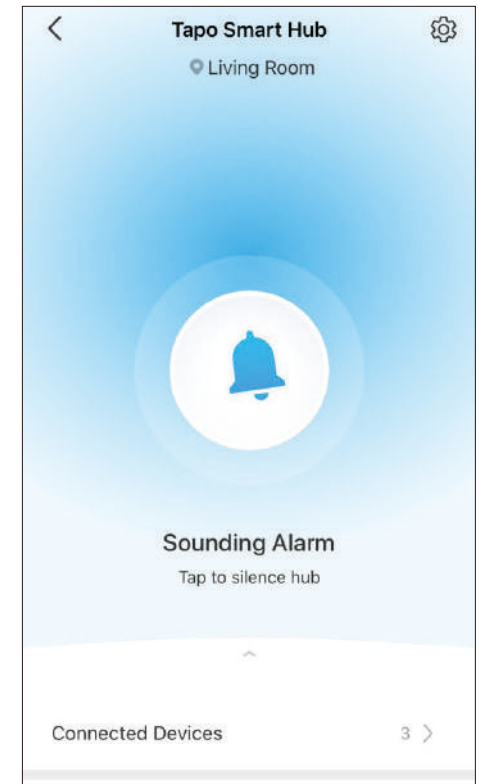 Tapo Smart Hub
Living Room
Sounding Alarm
Tap to silence hub
Connected Devices 3